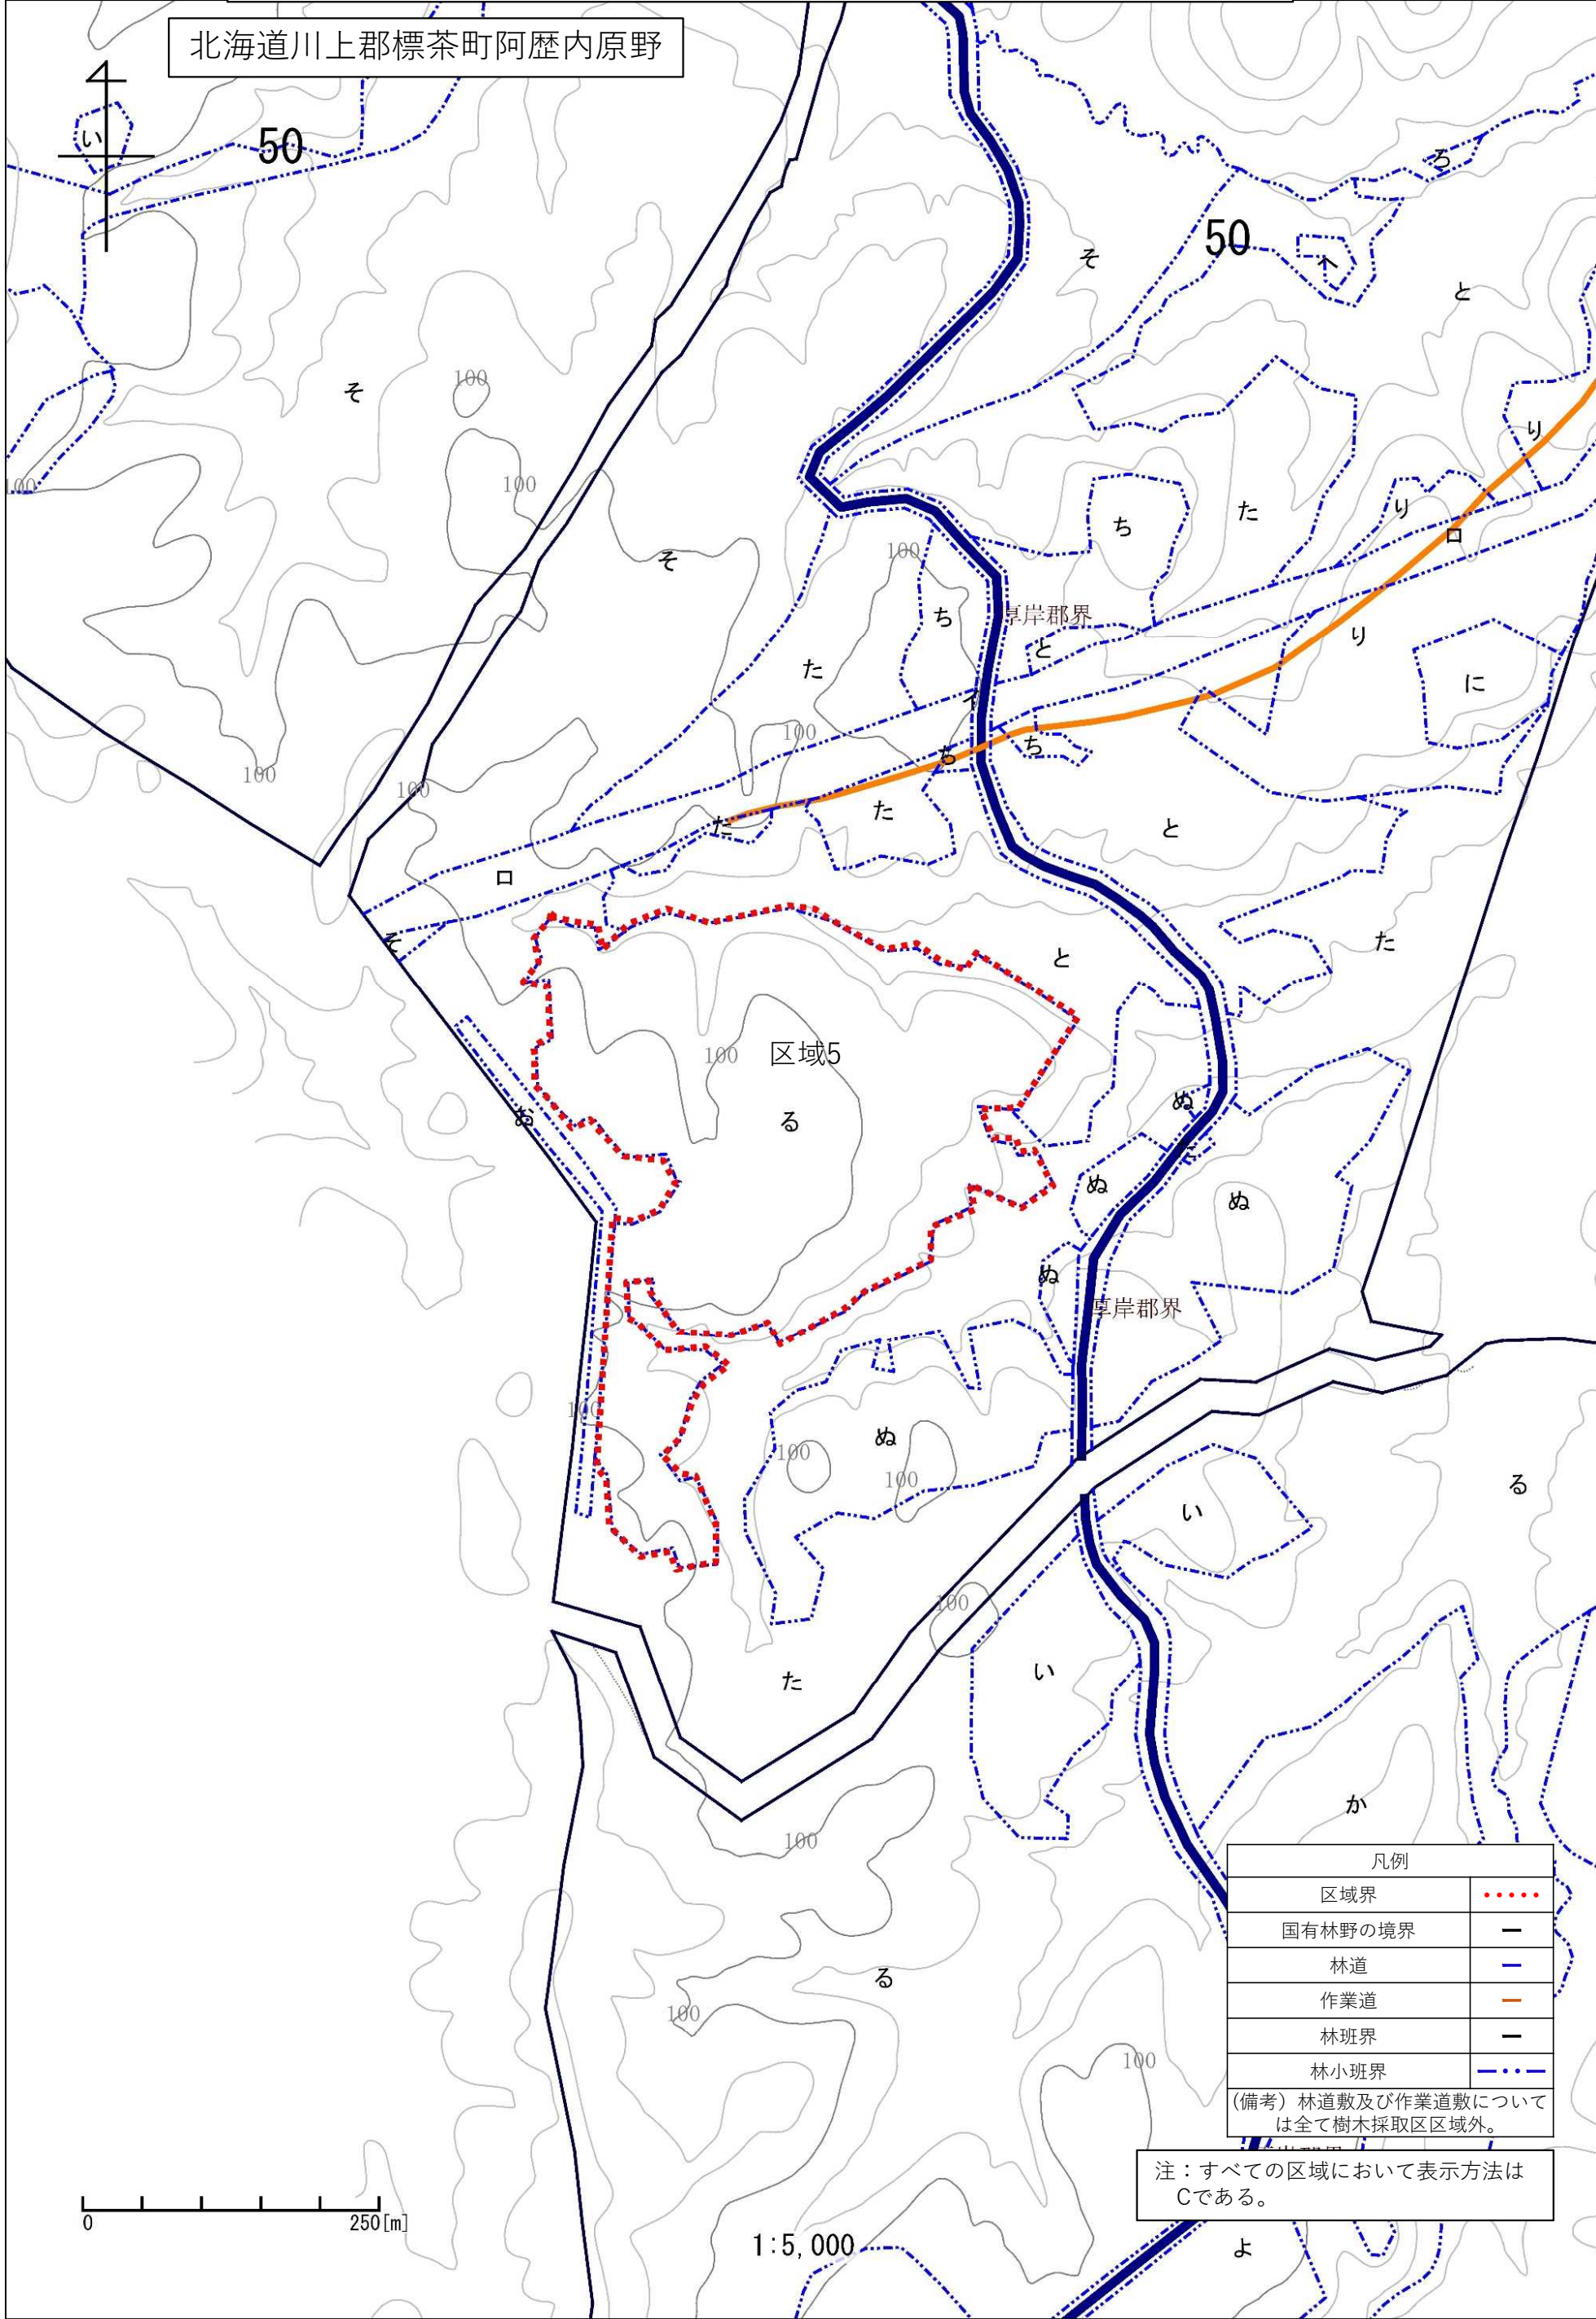 北海道川上郡標茶町阿歴内原野
い
50
ろ
50
そ
へ
と
100
そ
り
100
100
り
た
ち
ロ
100
そ
ち
厚岸郡界
と
り
た
に
イ
100
ち
ち
100
100
た
と
た
ロ
た
そ
と
100
区域5
お
る
ぬ
た
ぬ
ぬ
ぬ
厚岸郡界
100
ぬ
100
100
る
い
100
い
た
か
100
凡例
区域界
国有林野の境界
林道
作業道
林班界
林小班界
(備考) 林道敷及び作業道敷について
は全て樹木採取区区域外。
る
100
100
注：すべての区域において表示方法は
Cである。
0 250[m]
1:5,000
よ